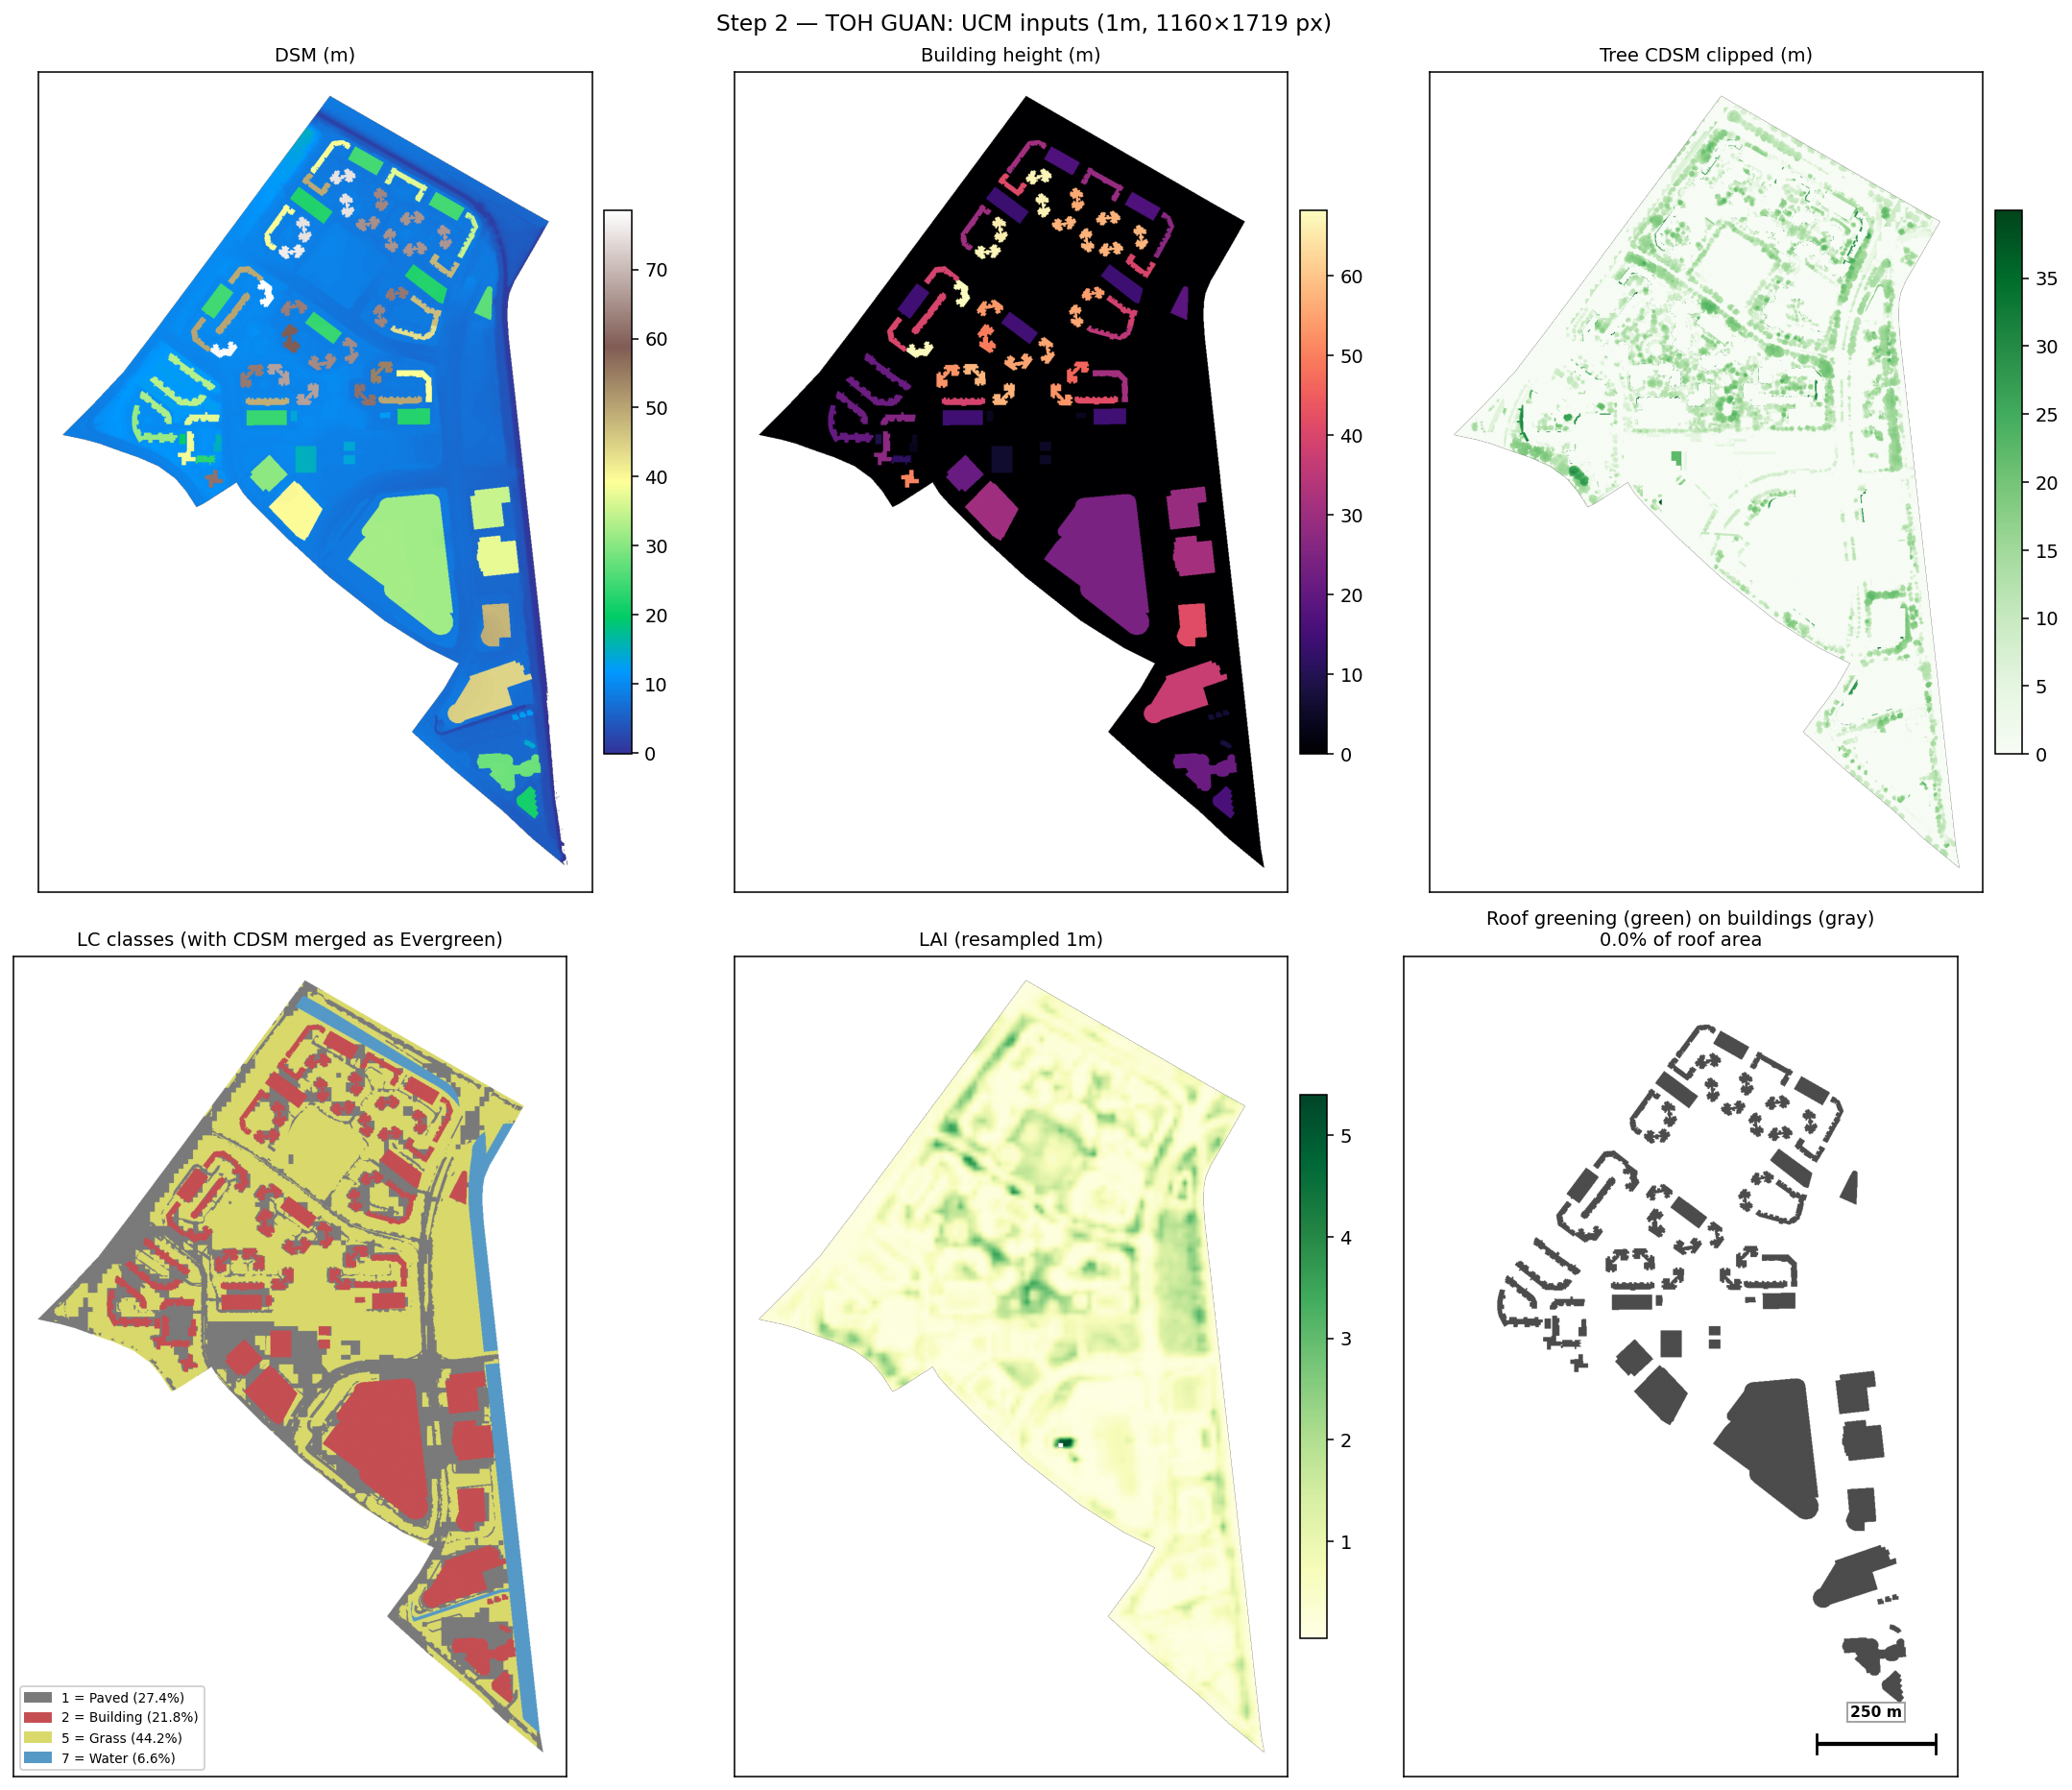 Step 2 — TOH GUAN: UCM inputs (1m, 1160×1719 px)
DSM (m)
70
60
50
40
30
20
10
0
Building height (m)
60
50
40
30
20
10
0
Tree CDSM clipped (m)
35
30
25
20
15
10
5
0
LC classes (with CDSM merged as Evergreen)
1 = Paved (27.4%)
2 = Building (21.8%)
5 = Grass (44.2%)
7 = Water (6.6%)
LAI (resampled 1m)
5
4
3
2
1
Roof greening (green) on buildings (gray)
0.0% of roof area
250 m